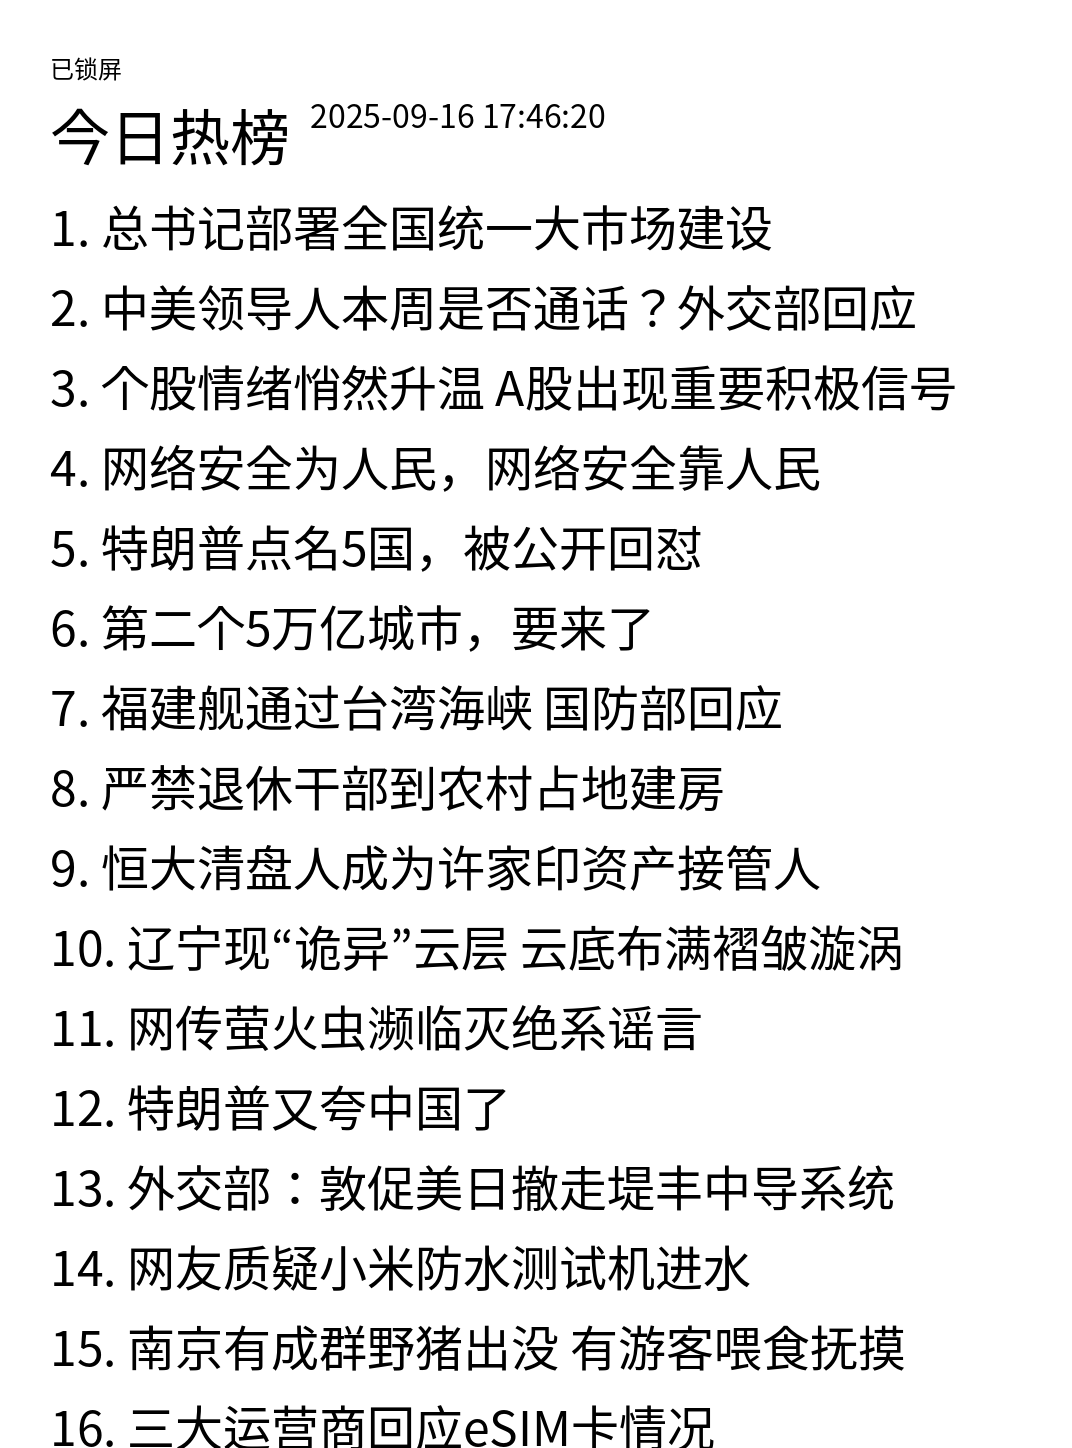 已锁屏
今日热榜 2025-09-16 17:46:20
1. 总书记部署全国统一大市场建设
2. 中美领导人本周是否通话？外交部回应
3. 个股情绪悄然升温 A股出现重要积极信号
4. 网络安全为人民，网络安全靠人民
5. 特朗普点名5国，被公开回怼
6. 第二个5万亿城市，要来了
7. 福建舰通过台湾海峡 国防部回应
8. 严禁退休干部到农村占地建房
9. 恒大清盘人成为许家印资产接管人
10. 辽宁现“诡异”云层 云底布满褶皱漩涡
11. 网传萤火虫濒临灭绝系谣言
12. 特朗普又夸中国了
13. 外交部：敦促美日撤走堤丰中导系统
14. 网友质疑小米防水测试机进水
15. 南京有成群野猪出没 有游客喂食抚摸
16. 三大运营商回应eSIM卡情况